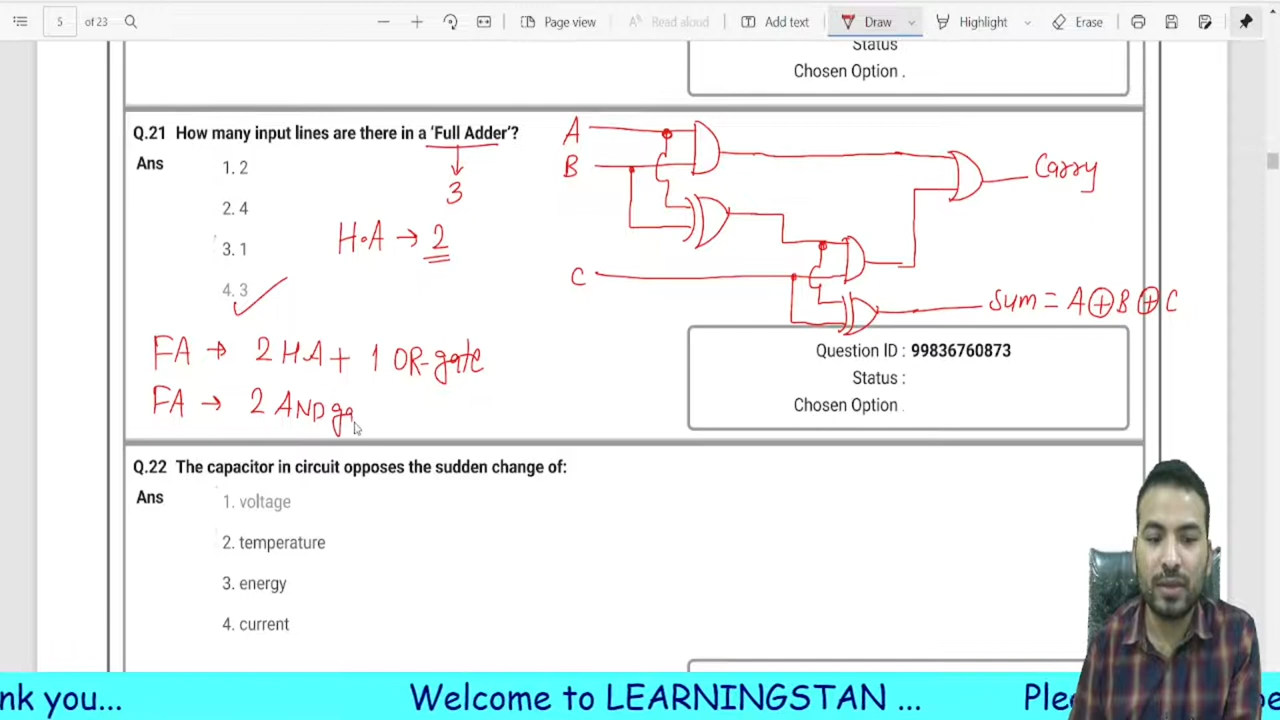 5 of 23
Page view
Read aloud
Add text
Draw
Highlight
Erase
Status
Chosen Option .
Q.21 How many input lines are there in a 'Full Adder'?
Ans
1. 2
2. 4
3. 1
4. 3
3
H.A → 2
FA → 2 HA + 1 OR-gate
FA → 2 AND ga
A
B
C
Carry
Sum = A⊕B⊕C
Question ID : 99836760873
Status :
Chosen Option
Q.22 The capacitor in circuit opposes the sudden change of:
Ans
1. voltage
2. temperature
3. energy
4. current
nk you...
Welcome to LEARNINGSTAN ...
be